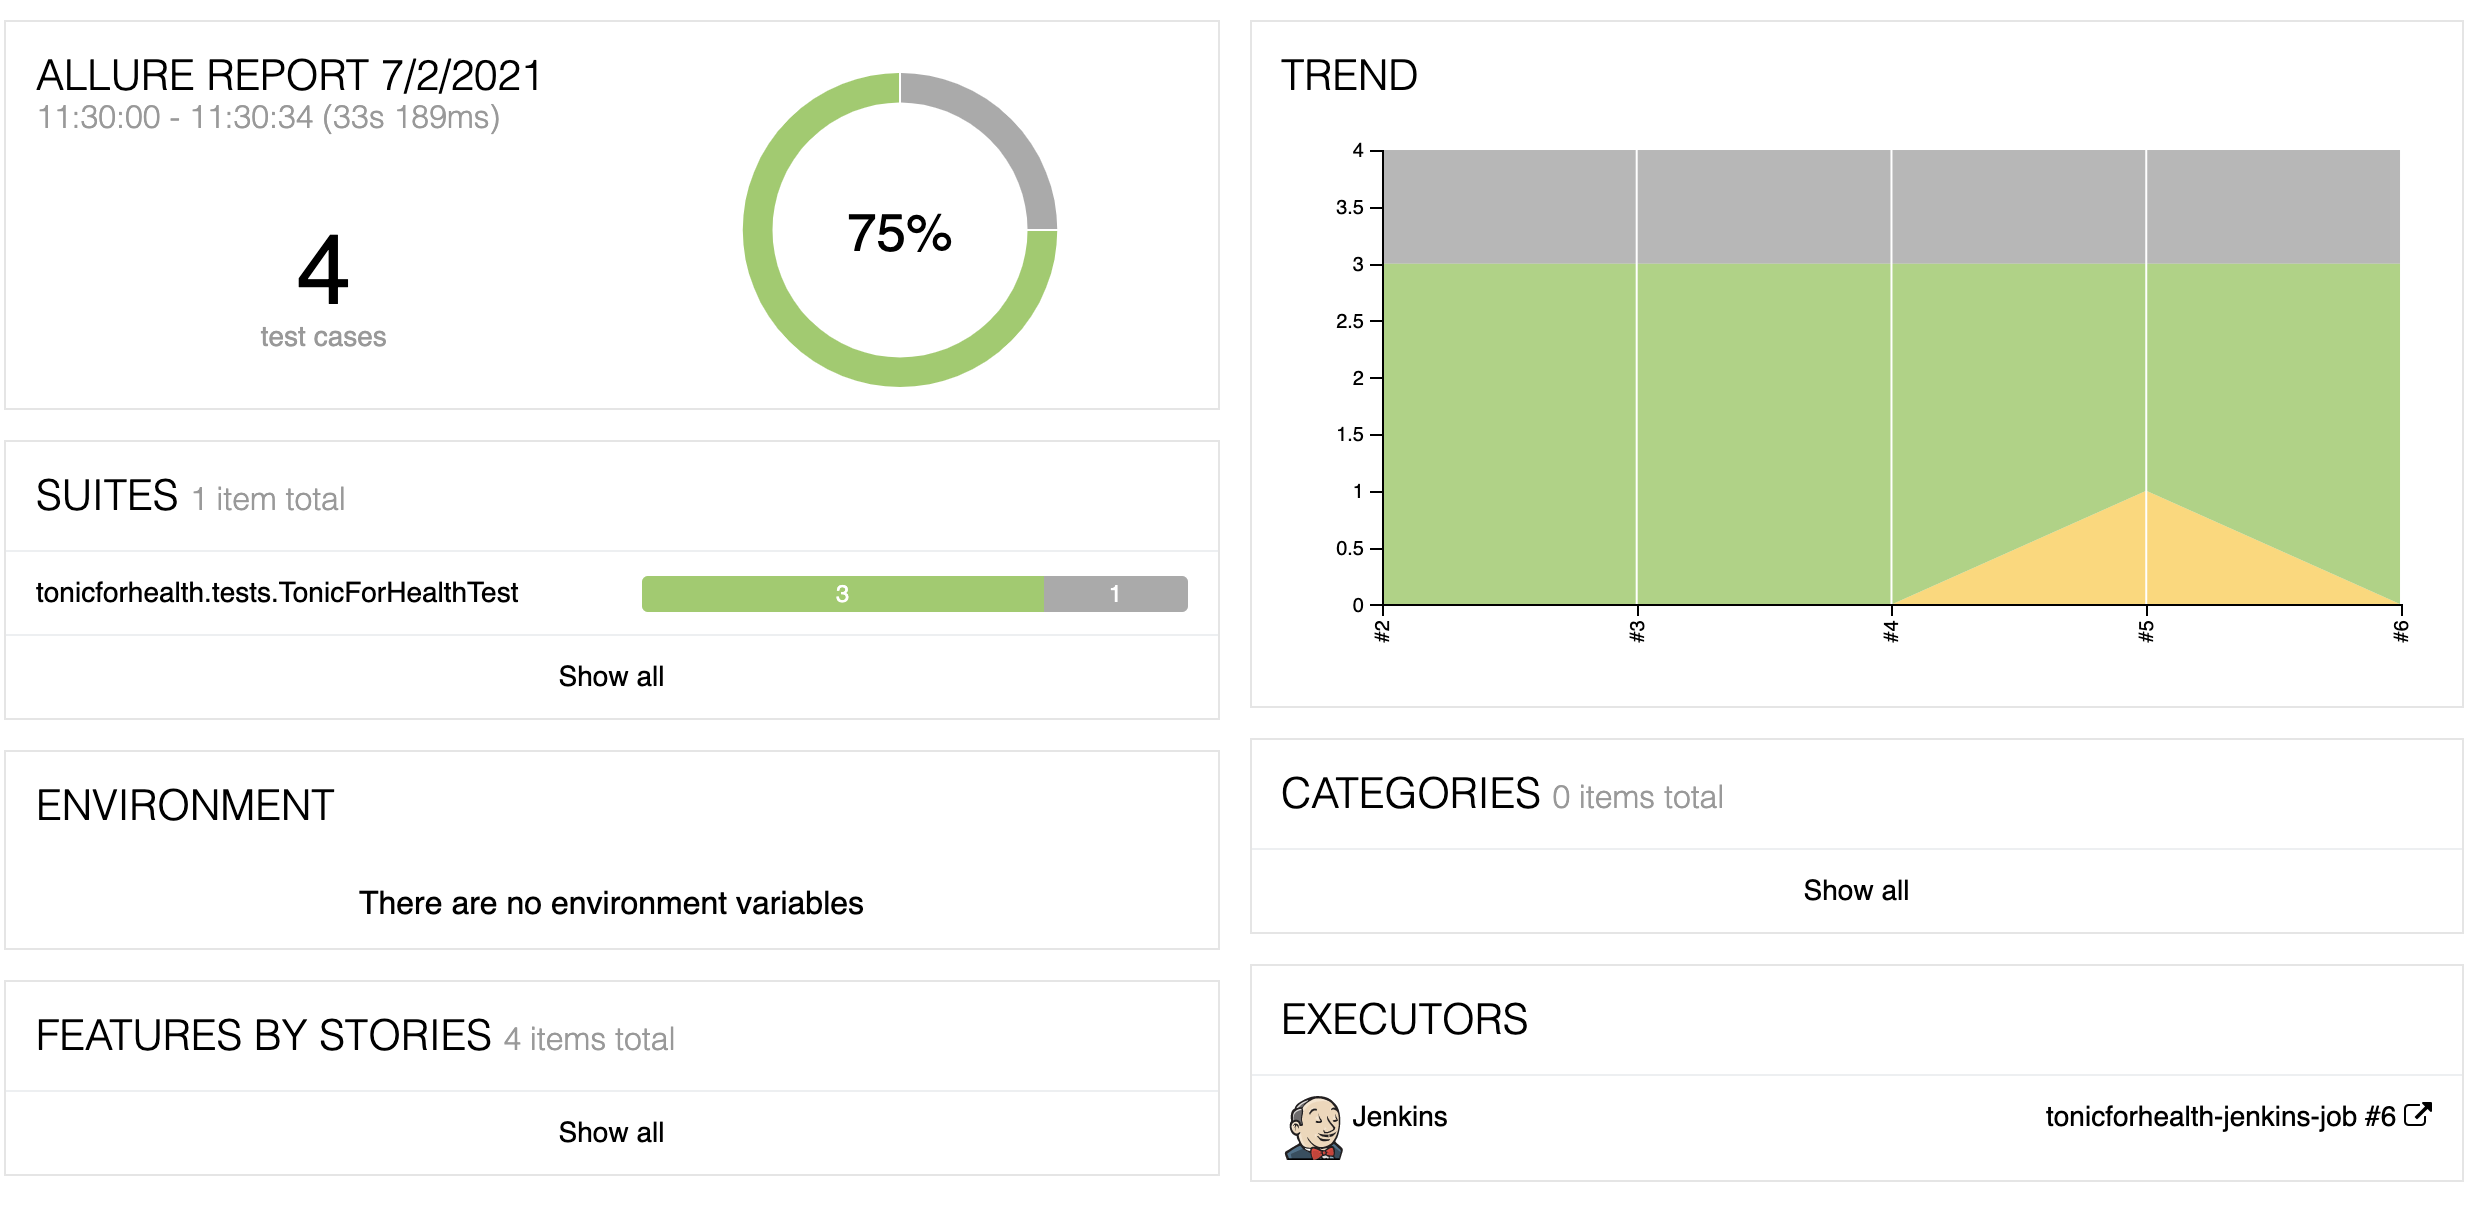 ALLURE REPORT 7/2/2021
11:30:00 - 11:30:34 (33s 189ms)
4
test cases
75%
SUITES 1 item total
tonicforhealth.tests.TonicForHealthTest 3 1
Show all
ENVIRONMENT
There are no environment variables
FEATURES BY STORIES 4 items total
Show all
TREND
4
3.5
3
2.5
2
1.5
1
0.5
0
#2 #3 #4 #5 #6
CATEGORIES 0 items total
Show all
EXECUTORS
Jenkins tonicforhealth-jenkins-job #6